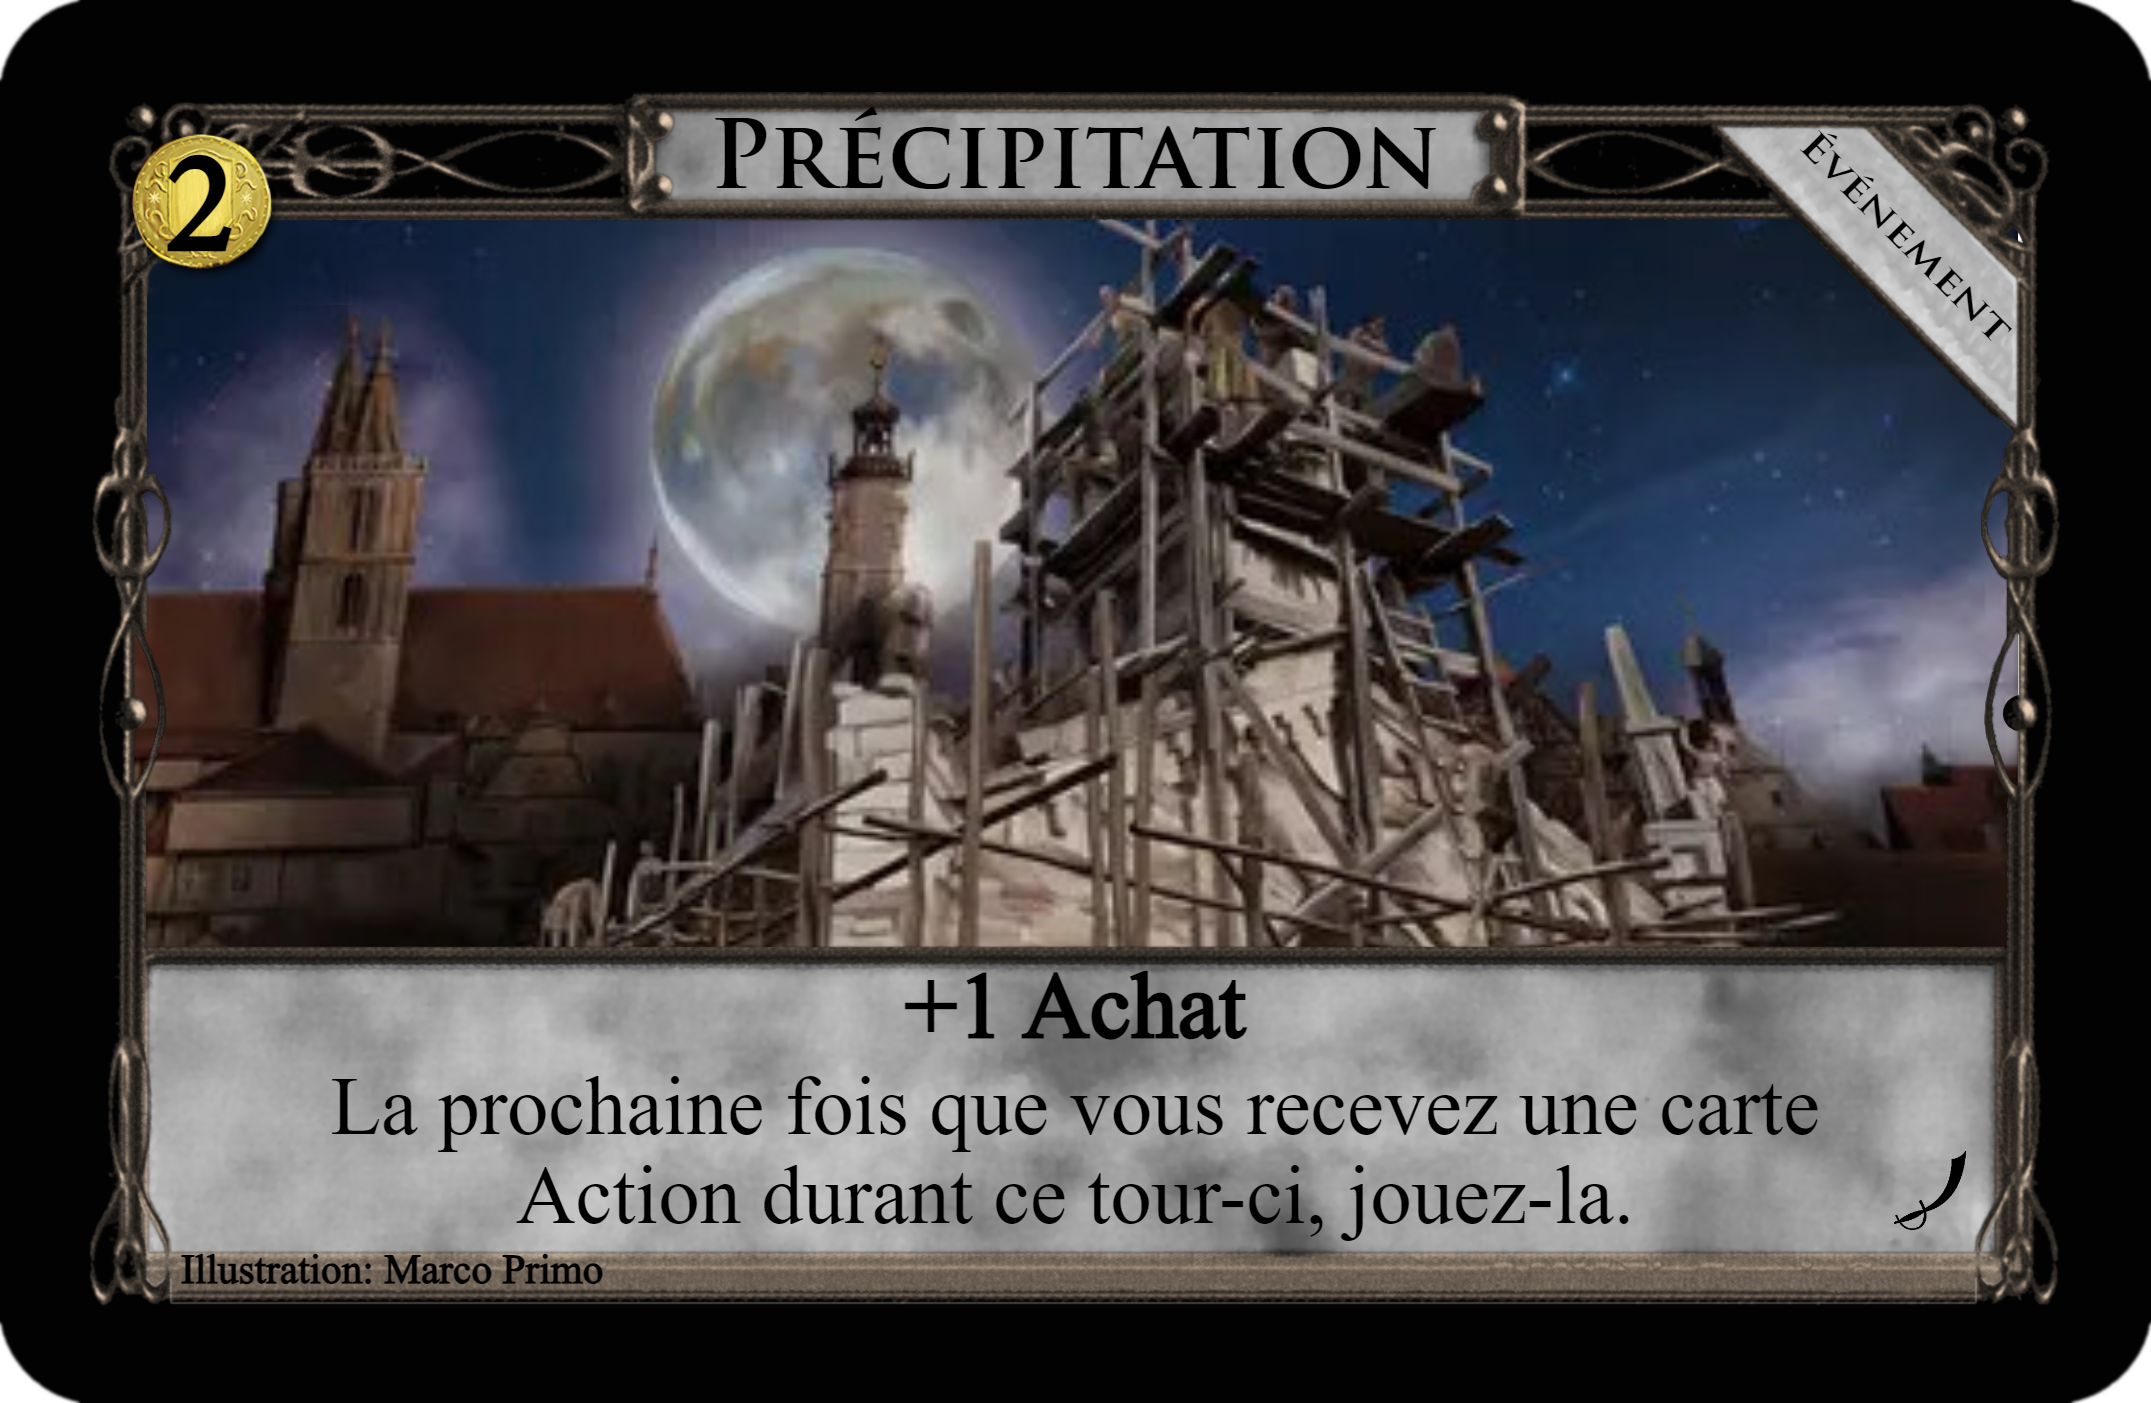 PRÉCIPITATION
2
ÉVÉNEMENT
+1 Achat
La prochaine fois que vous recevez une carte
Action durant ce tour-ci, jouez-la.
Illustration: Marco Primo